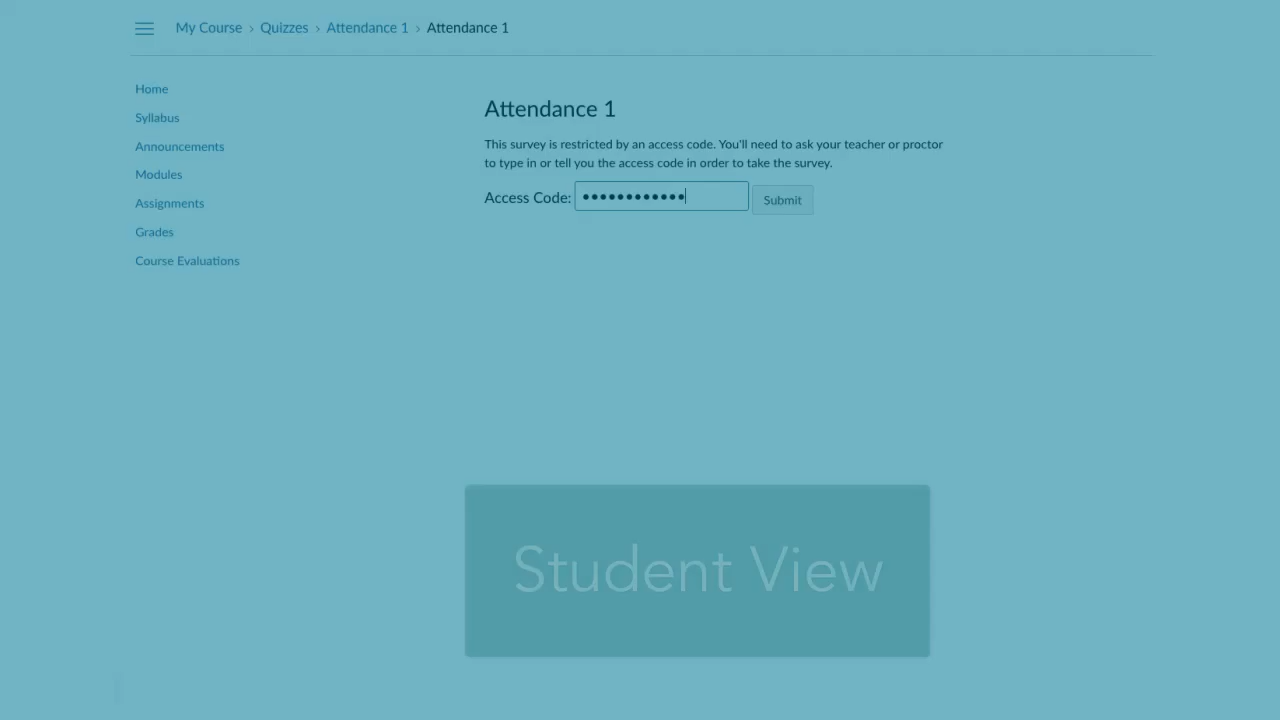 My Course › Quizzes › Attendance 1 › Attendance 1
Home
Syllabus
Announcements
Modules
Assignments
Grades
Course Evaluations
Attendance 1
This survey is restricted by an access code. You'll need to ask your teacher or proctor
to type in or tell you the access code in order to take the survey.
Access Code: •••••••••••• Submit
Student View